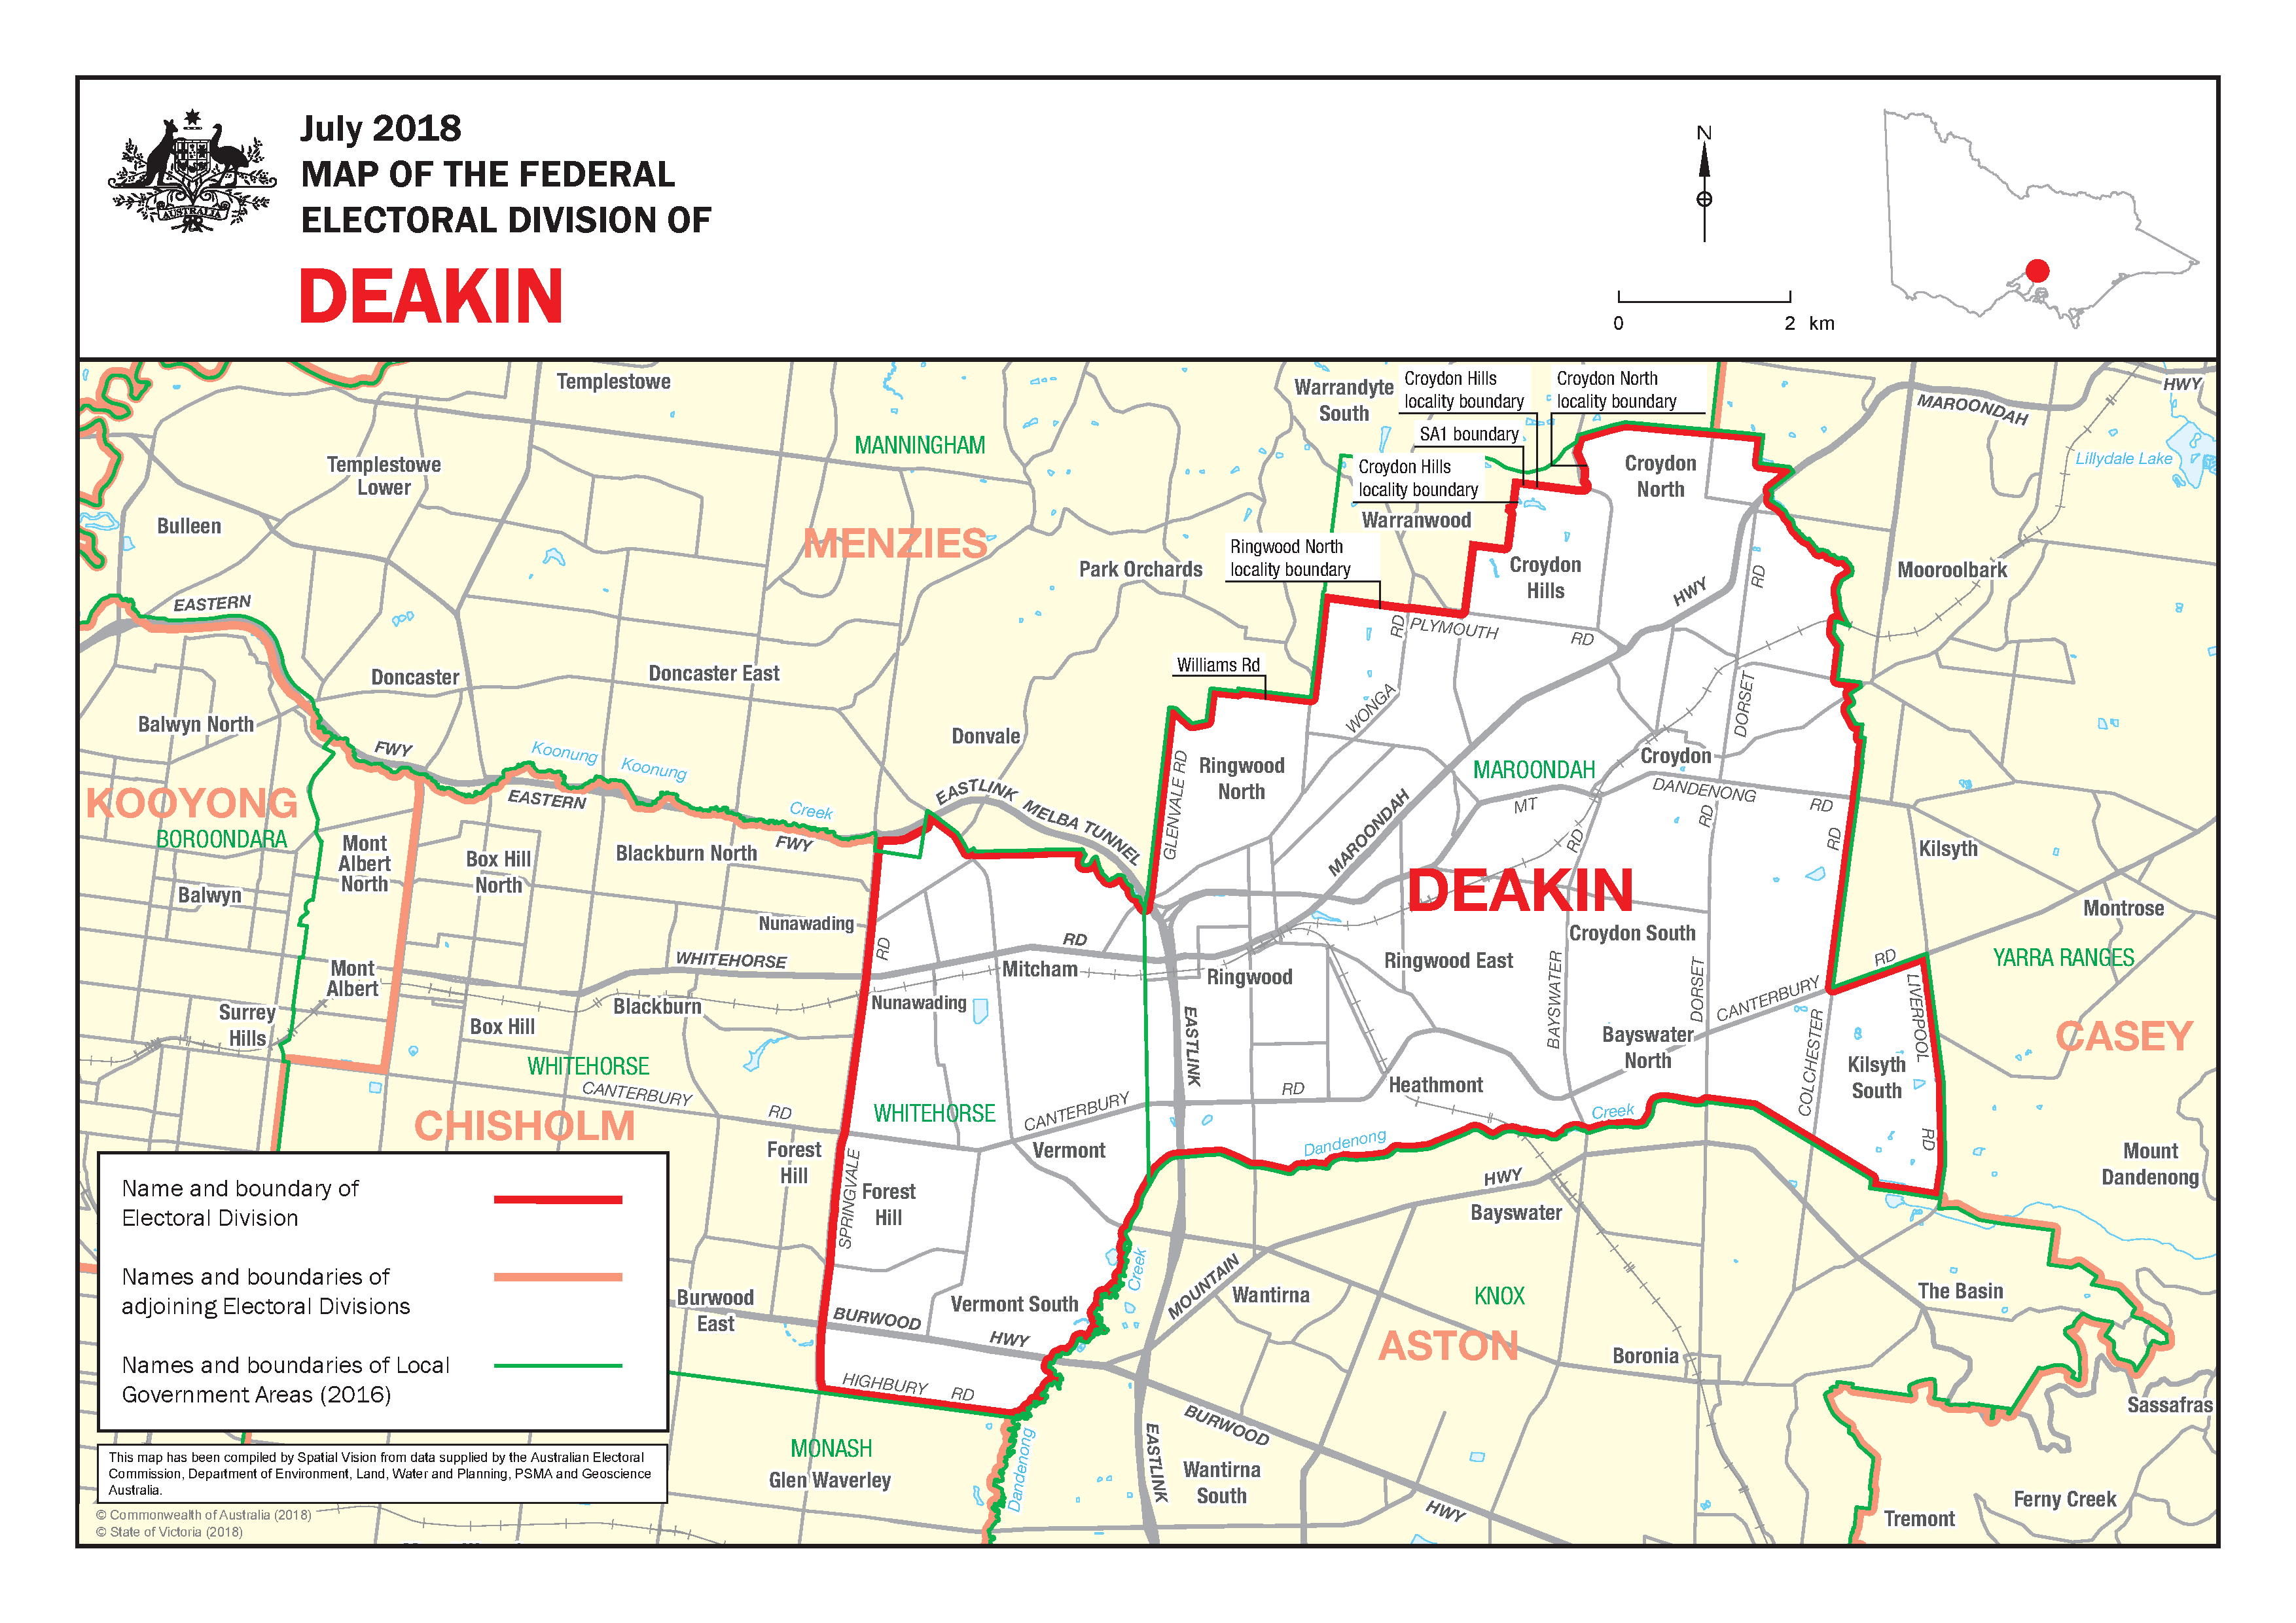 July 2018
MAP OF THE FEDERAL
ELECTORAL DIVISION OF
DEAKIN
AUSTRALIA
N
0 2 km
Templestowe
Warrandyte
South
Croydon Hills
locality boundary
Croydon North
locality boundary
HWY
MAROONDAH
SA1 boundary
MANNINGHAM
Templestowe
Lower
Croydon Hills
locality boundary
Croydon
North
Lillydale Lake
Bulleen
MENZIES
Warranwood
Ringwood North
locality boundary
Park Orchards
Croydon
Hills
HWY
RD
Mooroolbark
EASTERN
RD
PLYMOUTH
RD
Doncaster
Doncaster East
Williams Rd
WONGA
DORSET
Balwyn North
FWY
Koonung
Koonung
Donvale
Ringwood
North
GLENVALE RD
MAROONDAH
Croydon
KOOYONG
EASTERN
Creek
EASTLINK
MELBA TUNNEL
MAROONDAH
MT
DANDENONG
RD
BOROONDARA
Mont
Albert
North
Box Hill
North
Blackburn North
FWY
RD
RD
RD
Kilsyth
Balwyn
DEAKIN
Montrose
Nunawading
RD
WHITEHORSE
RD
Mitcham
Ringwood
Ringwood East
Croydon South
RD
YARRA RANGES
Mont
Albert
Surrey
Hills
Box Hill
Blackburn
Nunawading
EASTLINK
BAYSWATER
DORSET
CANTERBURY
LIVERPOOL
Bayswater
North
COLCHESTER
Kilsyth
South
CASEY
WHITEHORSE
CANTERBURY
RD
WHITEHORSE
CANTERBURY
RD
Heathmont
Creek
CHISHOLM
Forest
Hill
Vermont
Dandenong
RD
Mount
Dandenong
SPRINGVALE
Forest
Hill
HWY
Bayswater
Name and boundary of
Electoral Division
Names and boundaries of
adjoining Electoral Divisions
Names and boundaries of Local
Government Areas (2016)
Burwood
East
BURWOOD
HWY
Vermont South
Creek
MOUNTAIN
Wantirna
KNOX
The Basin
ASTON
Boronia
HIGHBURY
RD
BURWOOD
Sassafras
MONASH
Glen Waverley
Dandenong
EASTLINK
Wantirna
South
HWY
Ferny Creek
Tremont
This map has been compiled by Spatial Vision from data supplied by the Australian Electoral
Commission, Department of Environment, Land, Water and Planning, PSMA and Geoscience
Australia.
© Commonwealth of Australia (2018)
© State of Victoria (2018)